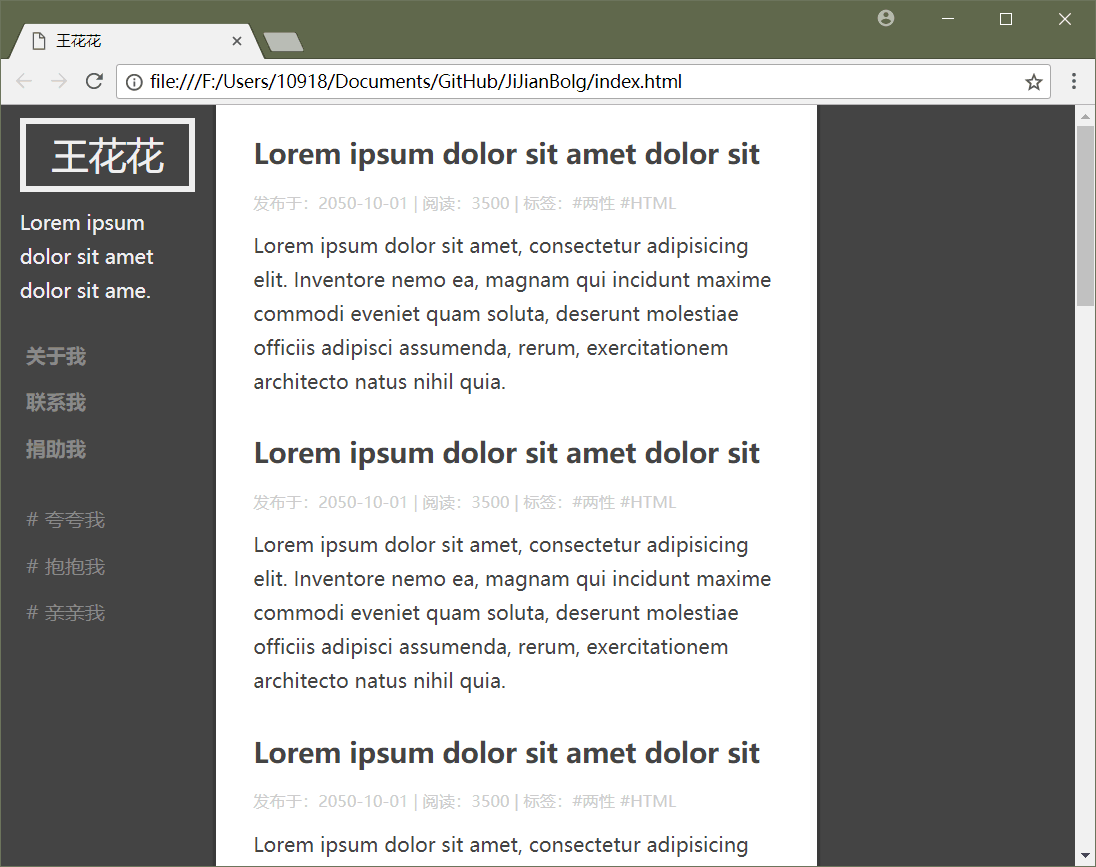 王花花
file:///F:/Users/10918/Documents/GitHub/JiJianBolg/index.html
王花花
Lorem ipsum
dolor sit amet
dolor sit ame.
关于我
联系我
捐助我
# 夸夸我
# 抱抱我
# 亲亲我
Lorem ipsum dolor sit amet dolor sit
发布于：2050-10-01 | 阅读：3500 | 标签：#两性 #HTML
Lorem ipsum dolor sit amet, consectetur adipisicing
elit. Inventore nemo ea, magnam qui incidunt maxime
commodi eveniet quam soluta, deserunt molestiae
officiis adipisci assumenda, rerum, exercitationem
architecto natus nihil quia.
Lorem ipsum dolor sit amet dolor sit
发布于：2050-10-01 | 阅读：3500 | 标签：#两性 #HTML
Lorem ipsum dolor sit amet, consectetur adipisicing
elit. Inventore nemo ea, magnam qui incidunt maxime
commodi eveniet quam soluta, deserunt molestiae
officiis adipisci assumenda, rerum, exercitationem
architecto natus nihil quia.
Lorem ipsum dolor sit amet dolor sit
发布于：2050-10-01 | 阅读：3500 | 标签：#两性 #HTML
Lorem ipsum dolor sit amet, consectetur adipisicing